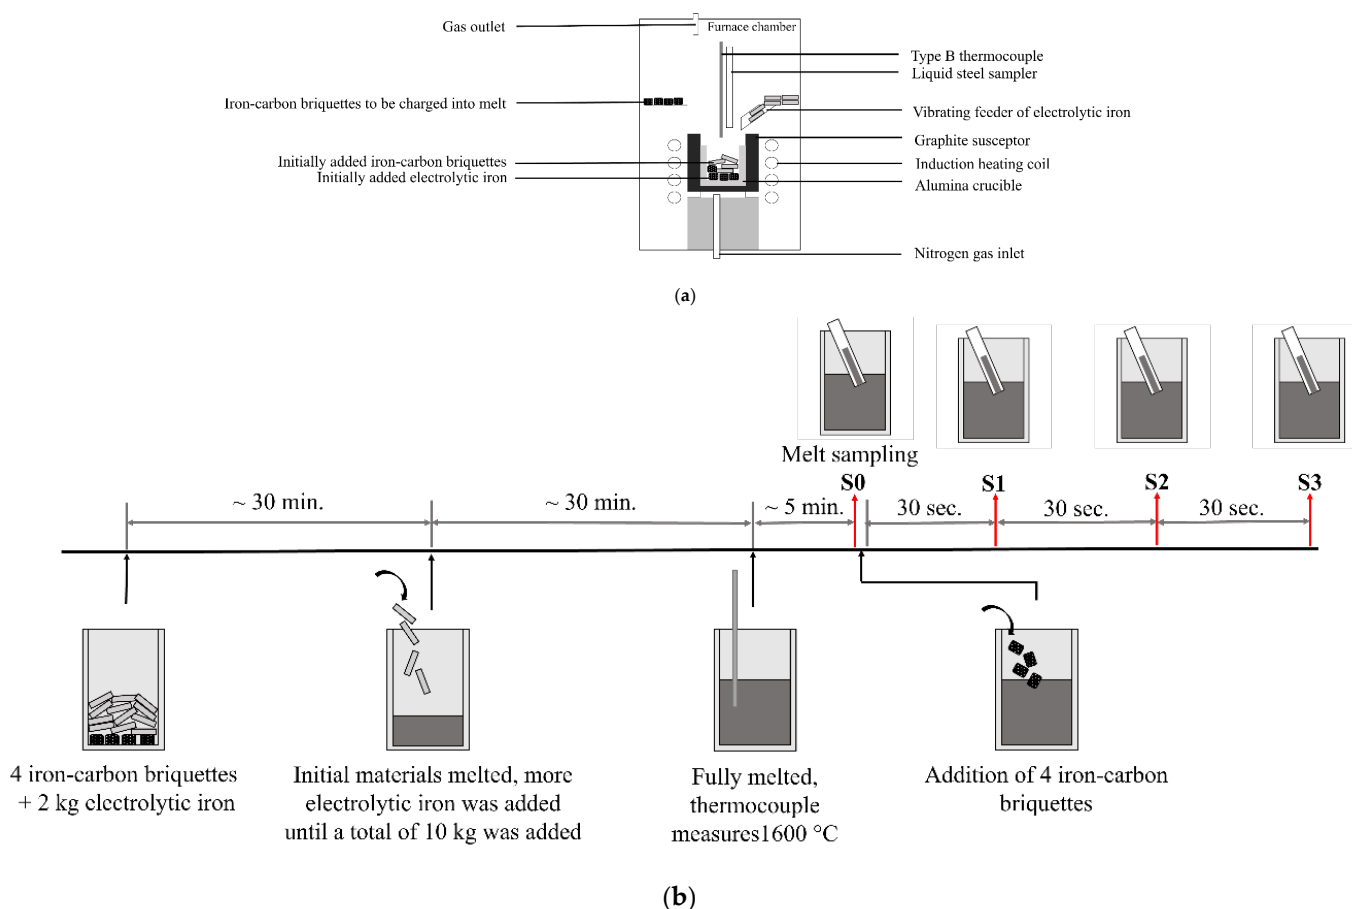 Gas outlet
Furnace chamber
Type B thermocouple
Liquid steel sampler
Iron-carbon briquettes to be charged into melt
Vibrating feeder of electrolytic iron
Graphite susceptor
Initially added iron-carbon briquettes
Induction heating coil
Initially added electrolytic iron
Alumina crucible
Nitrogen gas inlet
(a)
Melt sampling
S0
S1
S2
S3
~ 30 min.
~ 30 min.
~ 5 min.
30 sec.
30 sec.
30 sec.
4 iron-carbon briquettes
+ 2 kg electrolytic iron
Initial materials melted, more
electrolytic iron was added
until a total of 10 kg was added
Fully melted,
thermocouple
measures1600 °C
Addition of 4 iron-carbon
briquettes
(b)